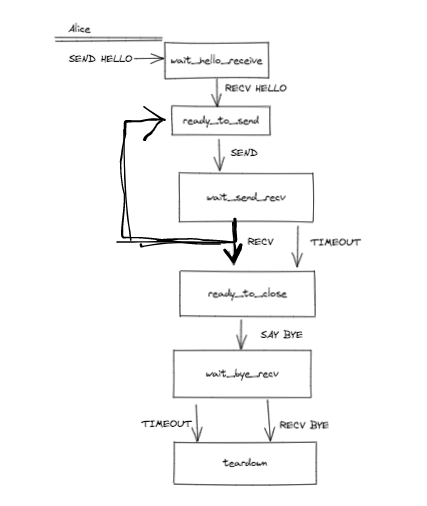 Alice
SEND HELLO
wait_hello_receive
RECV HELLO
ready_to_send
SEND
wait_send_recv
RECV
TIMEOUT
ready_to_close
SAY BYE
wait_bye_recv
TIMEOUT
RECV BYE
teardown